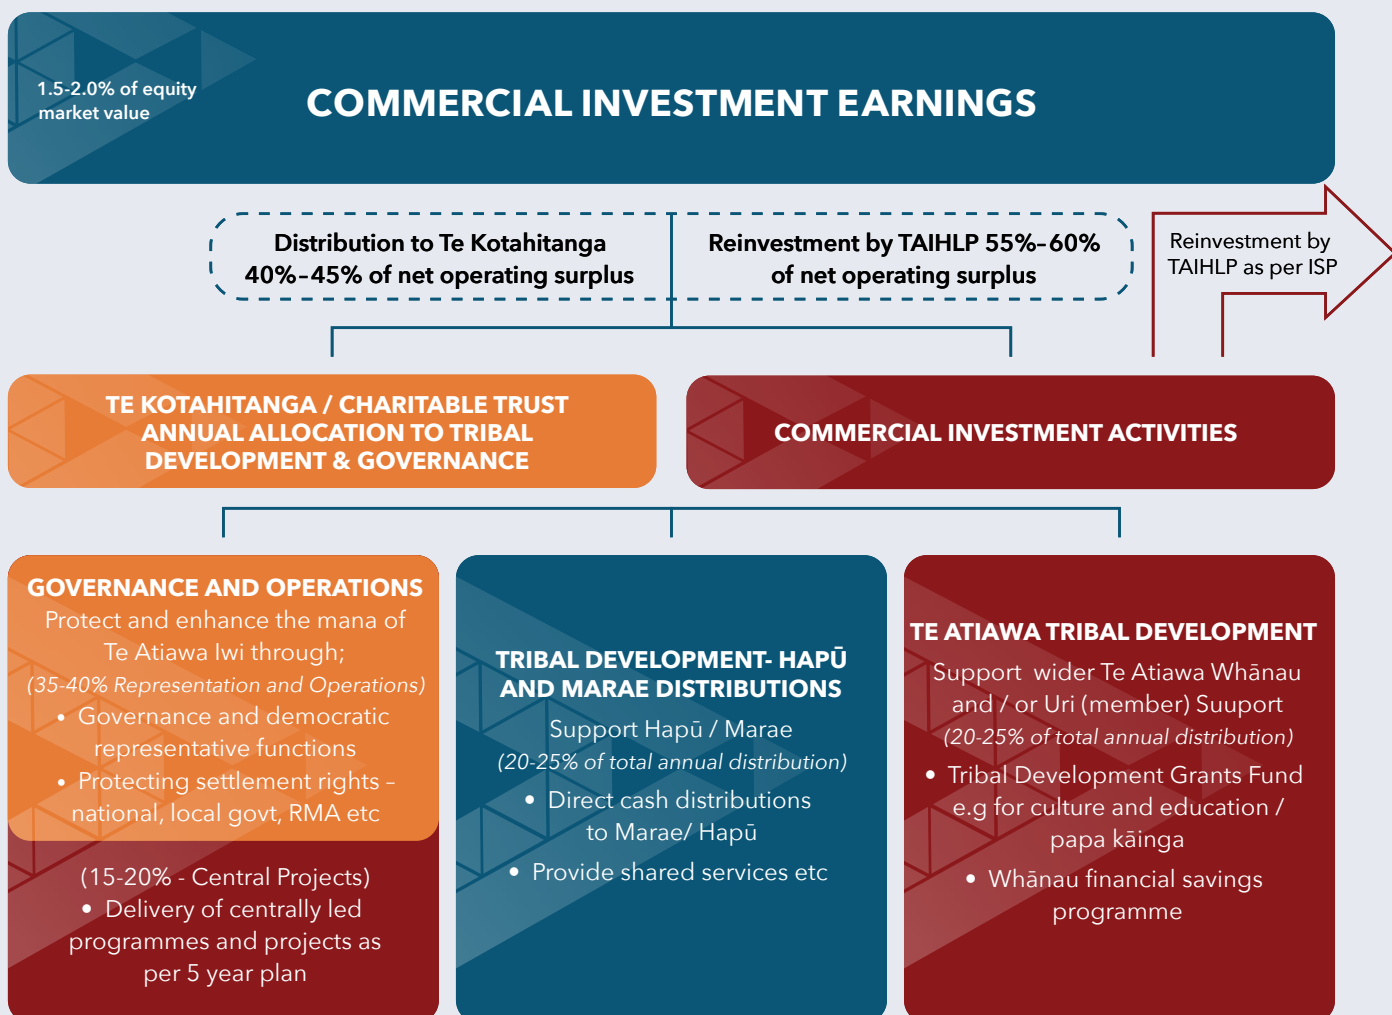 1.5-2.0% of equity
market value
COMMERCIAL INVESTMENT EARNINGS
Distribution to Te Kotahitanga
40%–45% of net operating surplus
Reinvestment by TAIHLP 55%–60%
of net operating surplus
Reinvestment by
TAIHLP as per ISP
TE KOTAHITANGA / CHARITABLE TRUST
ANNUAL ALLOCATION TO TRIBAL
DEVELOPMENT & GOVERNANCE
COMMERCIAL INVESTMENT ACTIVITIES
GOVERNANCE AND OPERATIONS
Protect and enhance the mana of
Te Atiawa Iwi through;
(35-40% Representation and Operations)
• Governance and democratic
representative functions
• Protecting settlement rights –
national, local govt, RMA etc
(15-20% - Central Projects)
• Delivery of centrally led
programmes and projects as
per 5 year plan
TRIBAL DEVELOPMENT- HAPŪ
AND MARAE DISTRIBUTIONS
Support Hapū / Marae
(20-25% of total annual distribution)
• Direct cash distributions
to Marae/ Hapū
• Provide shared services etc
TE ATIAWA TRIBAL DEVELOPMENT
Support wider Te Atiawa Whānau
and / or Uri (member) Suuport
(20-25% of total annual distribution)
• Tribal Development Grants Fund
e.g for culture and education /
papa kāinga
• Whānau financial savings
programme